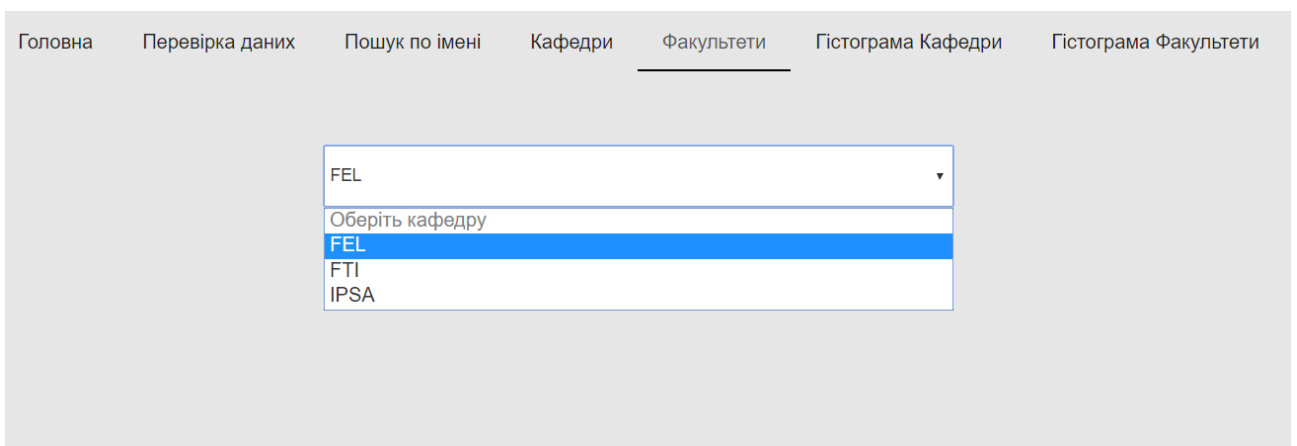 Головна Перевірка даних Пошук по імені Кафедри Факультети Гістограма Кафедри Гістограма Факультети
FEL
Оберіть кафедру
FEL
FTI
IPSA